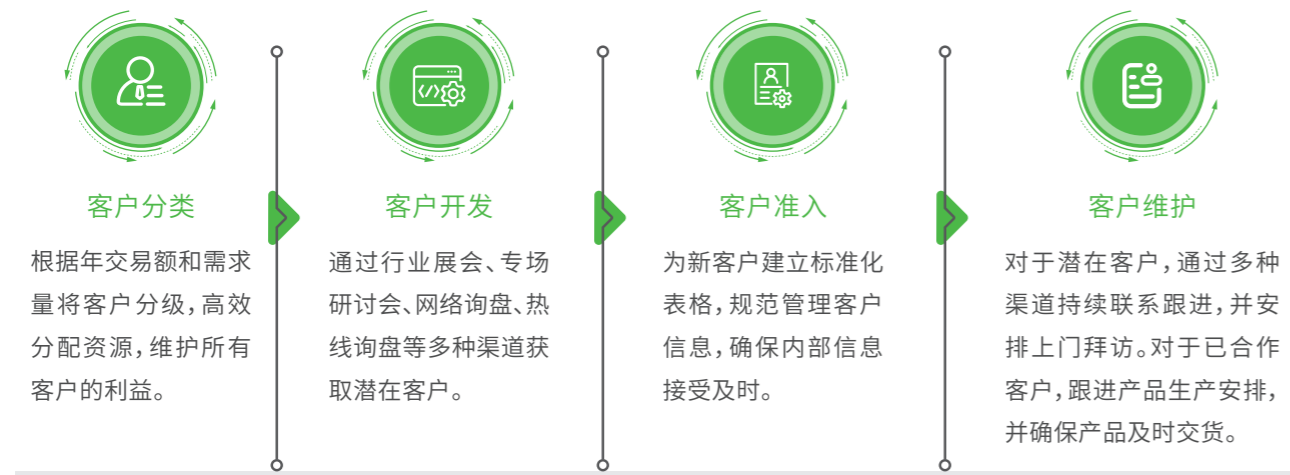 客户分类
根据年交易额和需求
量将客户分级，高效
分配资源，维护所有
客户的利益。
客户开发
通过行业展会、专场
研讨会、网络询盘、热
线询盘等多种渠道获
取潜在客户。
客户准入
为新客户建立标准化
表格，规范管理客户
信息，确保内部信息
接受及时。
客户维护
对于潜在客户，通过多种
渠道持续联系跟进，并安
排上门拜访。对于已合作
客户，跟进产品生产安排，
并确保产品及时交货。